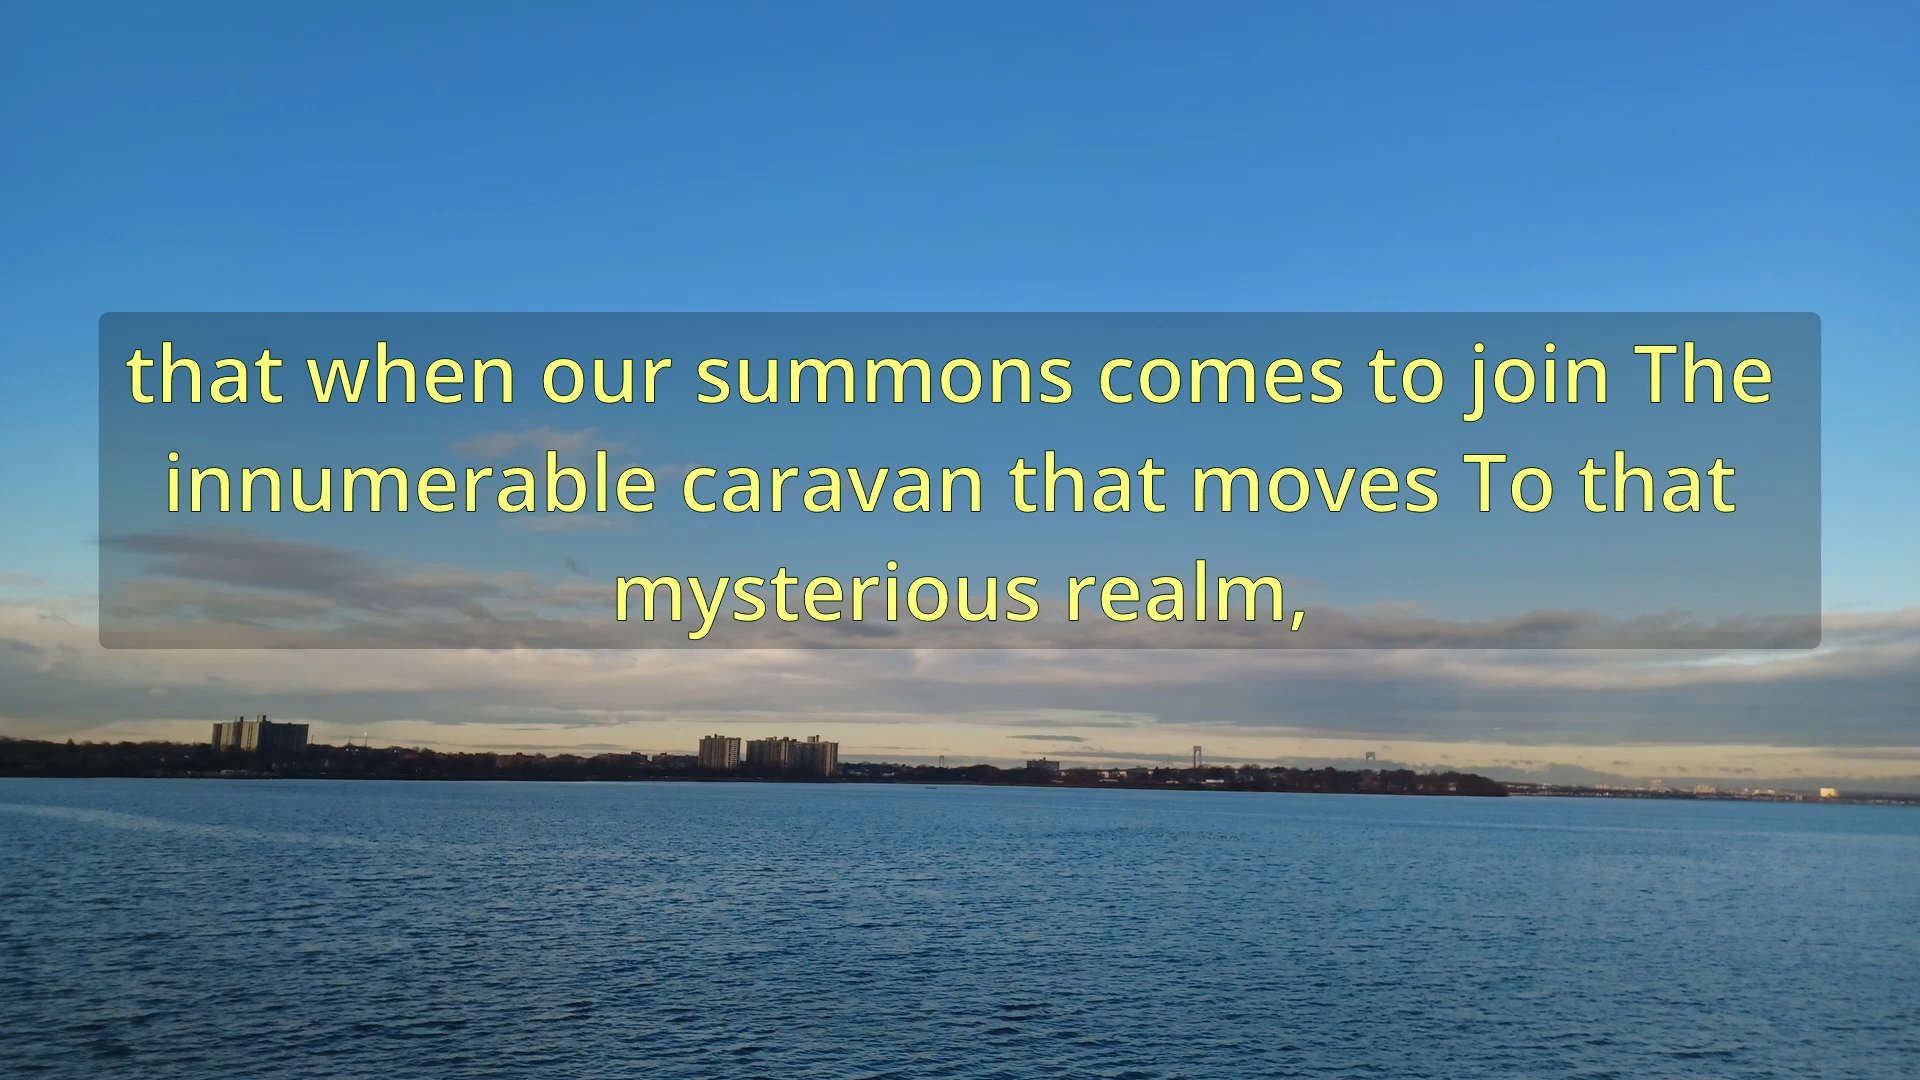 that when our summons comes to join The
innumerable caravan that moves To that
mysterious realm,